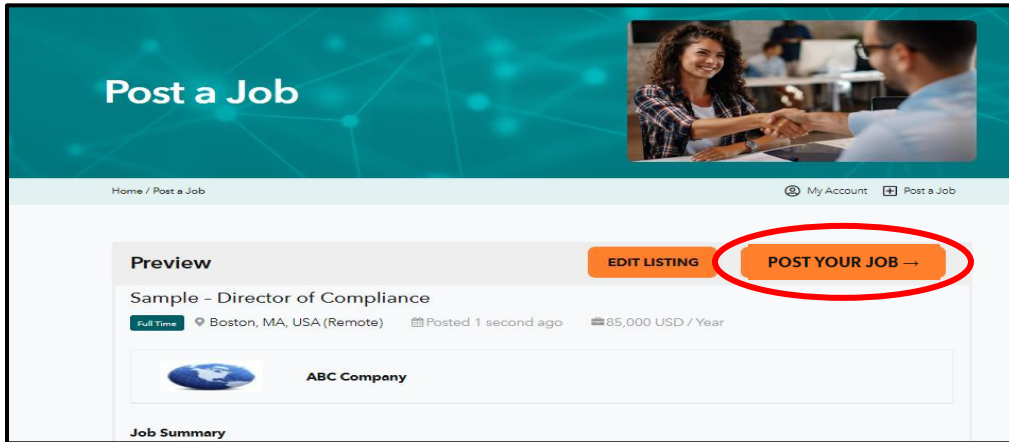 Post a Job
Home / Post a Job
My Account Post a Job
Preview
EDIT LISTING
POST YOUR JOB →
Sample – Director of Compliance
Full Time Boston, MA, USA (Remote) Posted 1 second ago 85,000 USD / Year
ABC Company
Job Summary